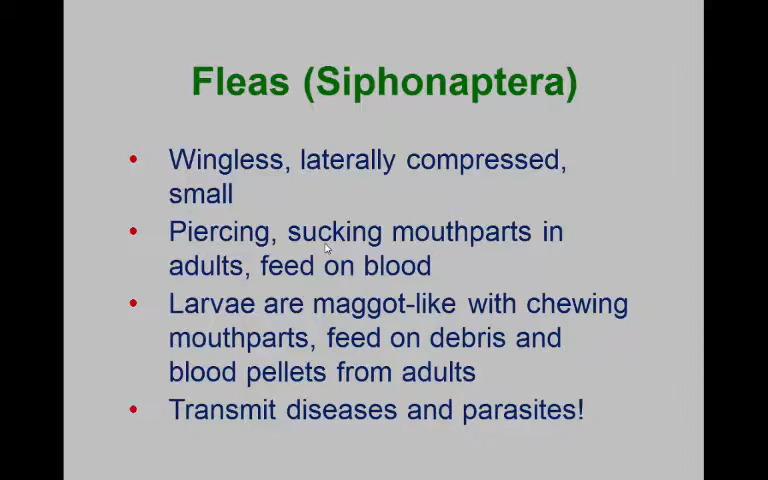 Fleas (Siphonaptera)
• Wingless, laterally compressed,
small
• Piercing, sucking mouthparts in
adults, feed on blood
• Larvae are maggot-like with chewing
mouthparts, feed on debris and
blood pellets from adults
• Transmit diseases and parasites!